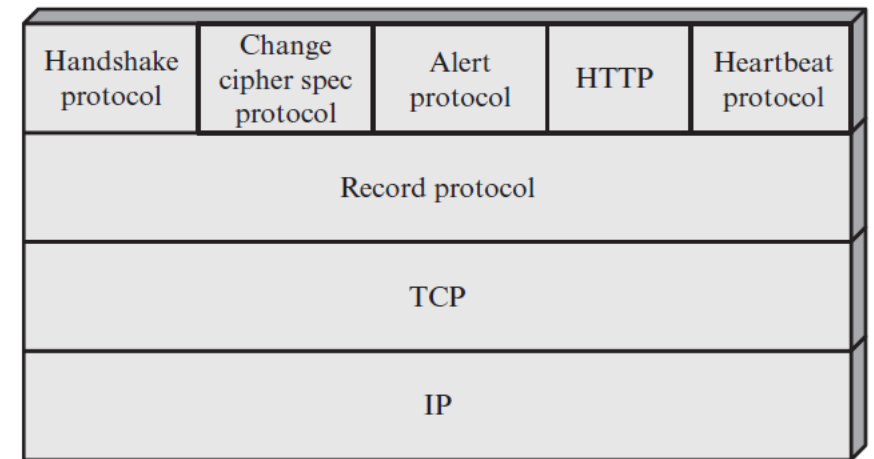 Handshake
protocol
Change
cipher spec
protocol
Alert
protocol
HTTP
Heartbeat
protocol
Record protocol
TCP
IP